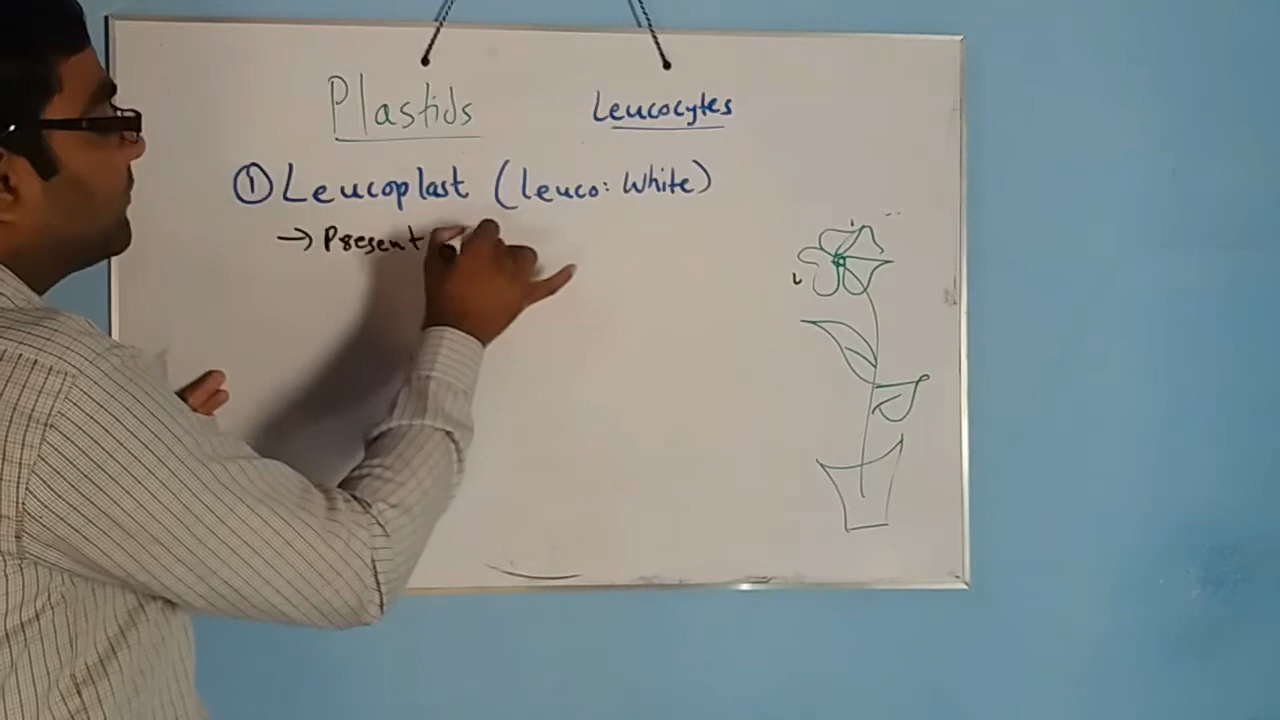 Plastids Leucocytes
① Leucoplast (leuco: White)
→ Present